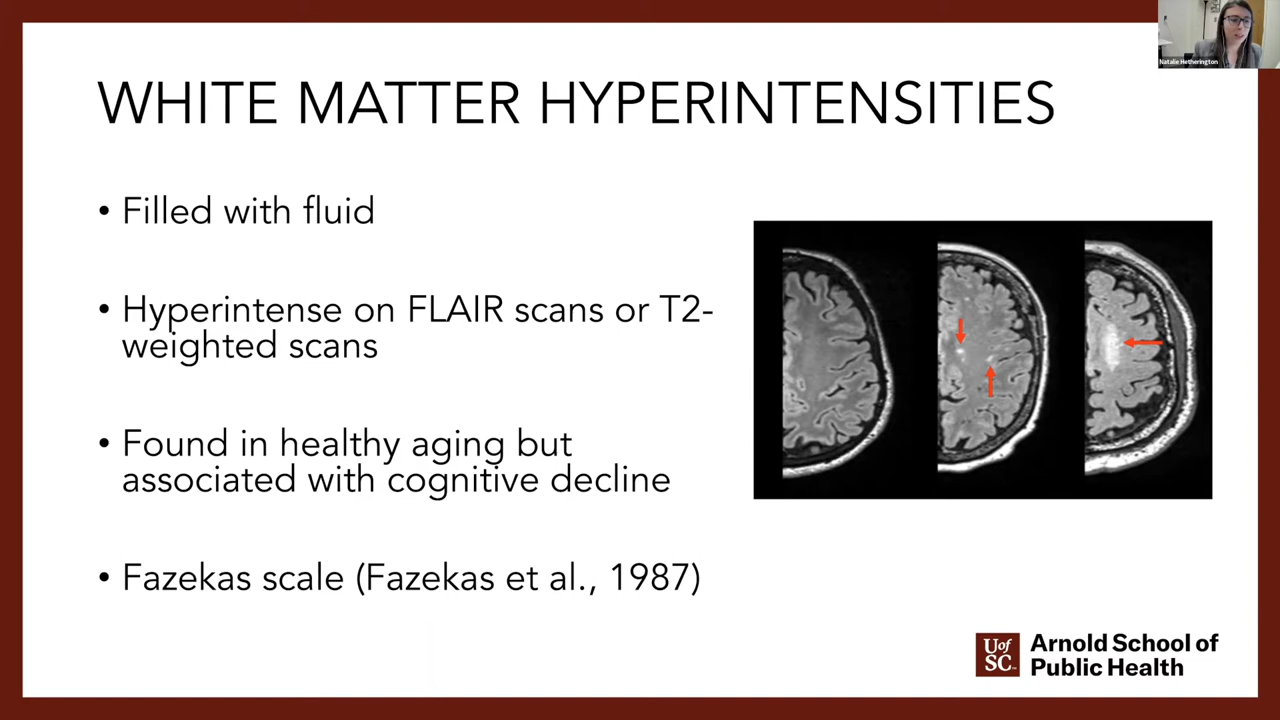 Natalie Hetherington
WHITE MATTER HYPERINTENSITIES
• Filled with fluid
• Hyperintense on FLAIR scans or T2-
weighted scans
• Found in healthy aging but
associated with cognitive decline
• Fazekas scale (Fazekas et al., 1987)
U of
SC
Arnold School of
Public Health